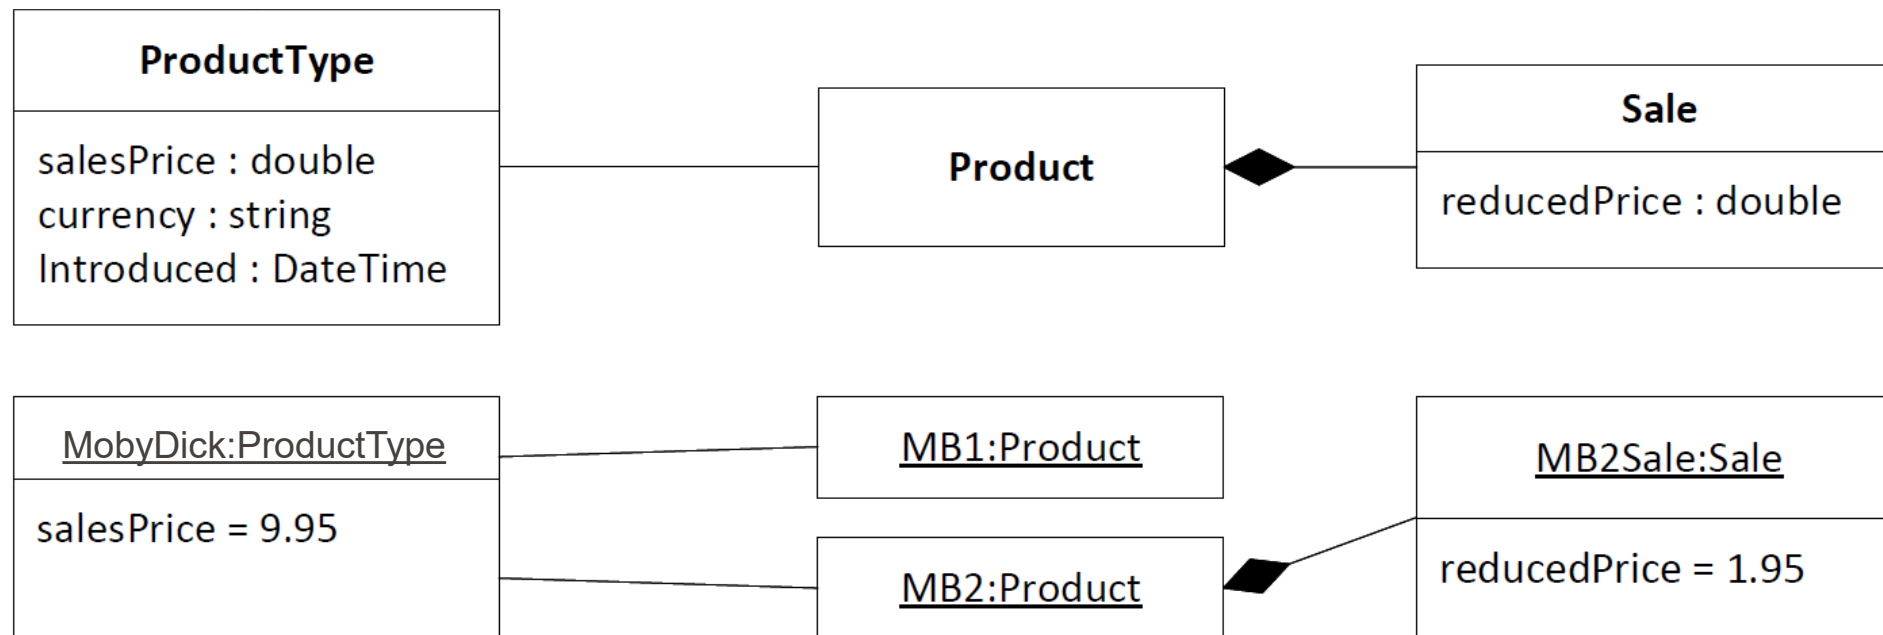 ProductType
salesPrice : double
currency : string
Introduced : DateTime
Product
Sale
reducedPrice : double
MobyDick:ProductType
salesPrice = 9.95
MB1:Product
MB2:Product
MB2Sale:Sale
reducedPrice = 1.95